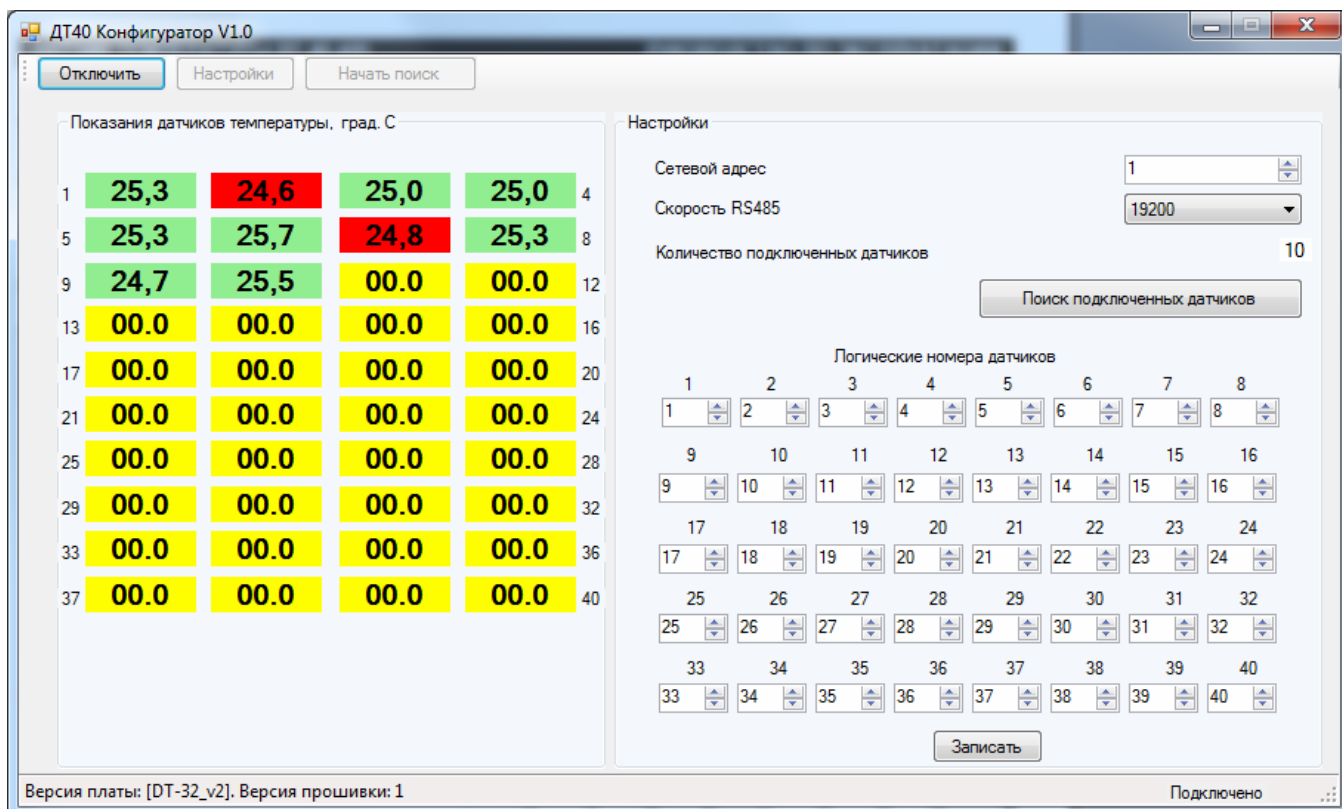 ДТ40 Конфигуратор V1.0
Отключить Настройки Начать поиск
Показания датчиков температуры, град. С
1 25,3 24,6 25,0 25,0 4
5 25,3 25,7 24,8 25,3 8
9 24,7 25,5 00.0 00.0 12
13 00.0 00.0 00.0 00.0 16
17 00.0 00.0 00.0 00.0 20
21 00.0 00.0 00.0 00.0 24
25 00.0 00.0 00.0 00.0 28
29 00.0 00.0 00.0 00.0 32
33 00.0 00.0 00.0 00.0 36
37 00.0 00.0 00.0 00.0 40
Настройки
Сетевой адрес 1
Скорость RS485 19200
Количество подключенных датчиков 10
Поиск подключенных датчиков
Логические номера датчиков
1 2 3 4 5 6 7 8
1 2 3 4 5 6 7 8
9 10 11 12 13 14 15 16
9 10 11 12 13 14 15 16
17 18 19 20 21 22 23 24
17 18 19 20 21 22 23 24
25 26 27 28 29 30 31 32
25 26 27 28 29 30 31 32
33 34 35 36 37 38 39 40
33 34 35 36 37 38 39 40
Записать
Версия платы: [DT-32_v2]. Версия прошивки: 1 Подключено